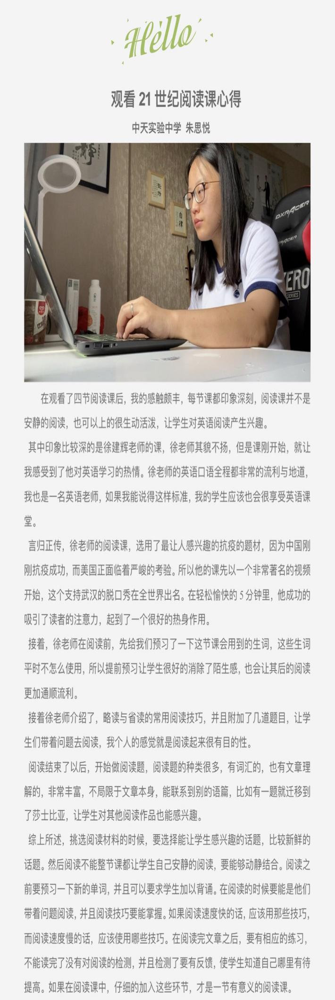 Hello
观看 21 世纪阅读课心得
中天实验中学 朱思悦
自律
DXRACER
ZERO
SERIES
在观看了四节阅读课后，我的感触颇丰，每节课都印象深刻，阅读课并不是
安静的阅读，也可以上的很生动活泼，让学生对英语阅读产生兴趣。
其中印象比较深的是徐建辉老师的课，徐老师其貌不扬，但是课刚开始，就让
我感受到了他对英语学习的热情。徐老师的英语口语全程都非常的流利与地道，
我也是一名英语老师，如果我能说得这样标准，我的学生应该也会很享受英语课
堂。
言归正传，徐老师的阅读课，选用了最让人感兴趣的抗疫的题材，因为中国刚
刚抗疫成功，而美国正面临着严峻的考验。所以他的课先以一个非常著名的视频
开始，这个支持武汉的脱口秀在全世界出名。在轻松愉快的 5 分钟里，他成功的
吸引了读者的注意力，起到了一个很好的热身作用。
接着，徐老师在阅读前，先给我们预习了一下这节课会用到的生词，这些生词
平时不怎么使用，所以提前预习让学生很好的消除了陌生感，也会让其后的阅读
更加通顺流利。
接着徐老师介绍了，略读与省读的常用阅读技巧，并且附加了几道题目，让学
生们带着问题去阅读，我个人的感觉就是阅读起来很有目的性。
阅读结束了以后，开始做阅读题，阅读题的种类很多，有词汇的，也有文章理
解的，非常丰富，不局限于文章本身，能联系到别的语篇，比如有一题就迁移到
了莎士比亚，让学生对其他阅读作品也能感兴趣。
综上所述，挑选阅读材料的时候，要选择能让学生感兴趣的话题，比较新鲜的
话题。然后阅读不能整节课都让学生自己安静的阅读，要能够动静结合。阅读之
前要预习一下新的单词，并且可以要求学生加以背诵。在阅读的时候要能是他们
带着问题阅读，并且阅读技巧要能掌握。如果阅读速度快的话，应该用那些技巧，
而阅读速度慢的话，应该使用哪些技巧。在阅读完文章之后，要有相应的练习，
不能读完了没有对阅读的检测，并且检测了要有反馈，使学生知道自己哪里有待
提高。如果在阅读课中，仔细的加入这些环节，才是一节有意义的阅读课。